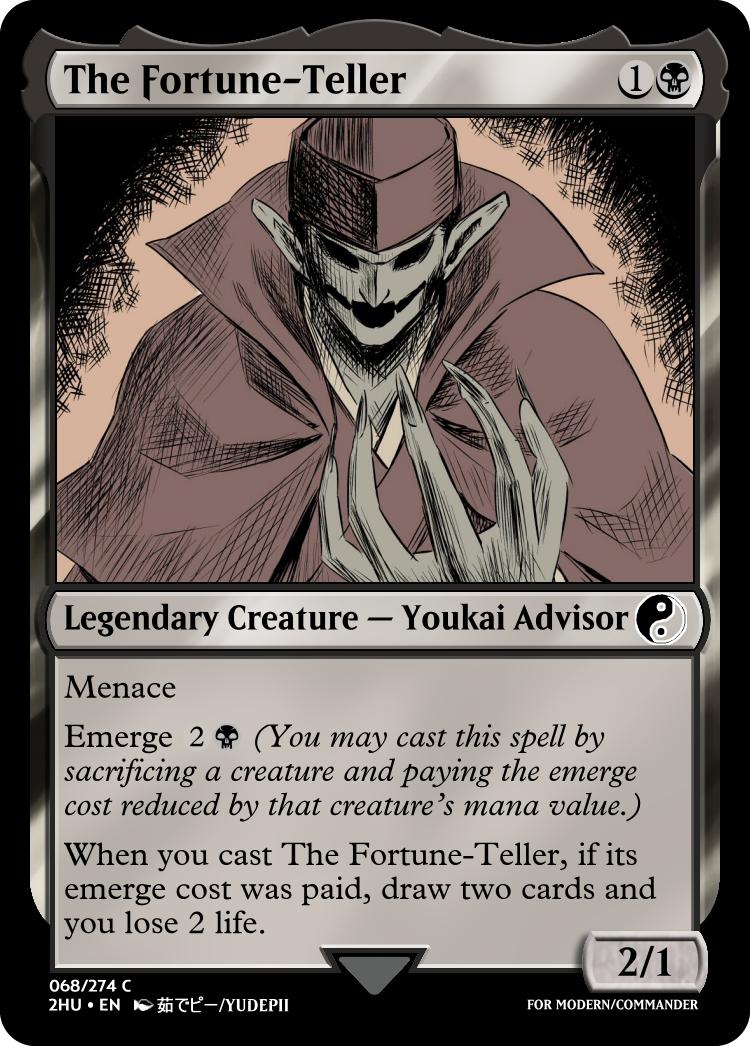 The Fortune-Teller 1
Legendary Creature — Youkai Advisor
Menace
Emerge 2 (You may cast this spell by
sacrificing a creature and paying the emerge
cost reduced by that creature's mana value.)
When you cast The Fortune-Teller, if its
emerge cost was paid, draw two cards and
you lose 2 life.
2/1
068/274 C
2HU • EN 茹でピー/YUDEPII
FOR MODERN/COMMANDER